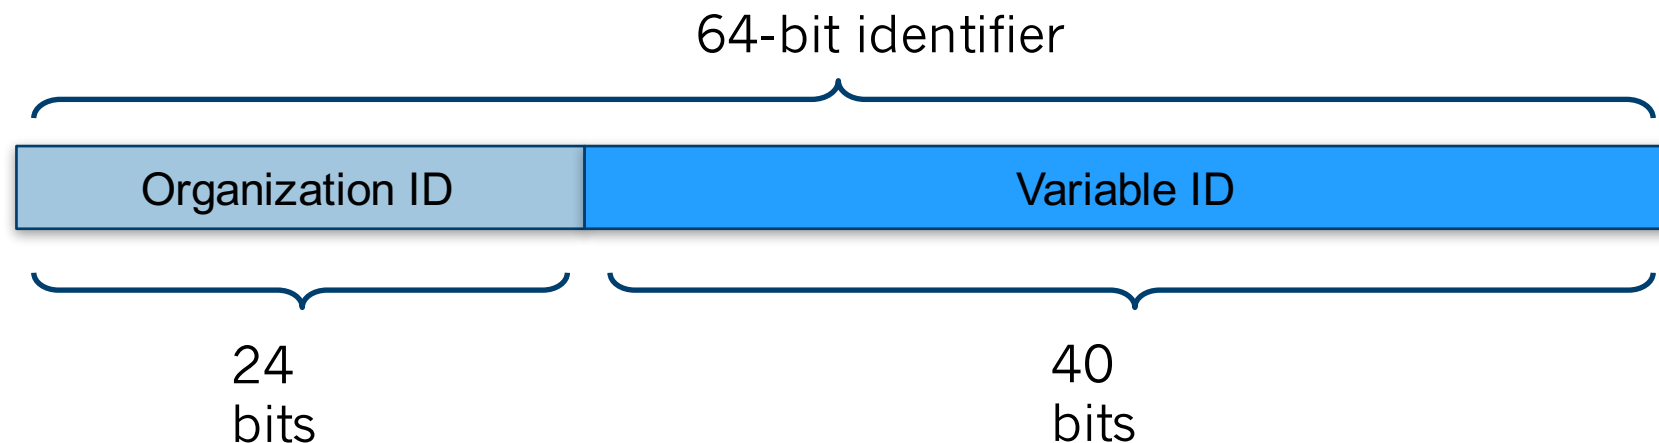 64-bit identifier
Organization ID
Variable ID
24
bits
40
bits